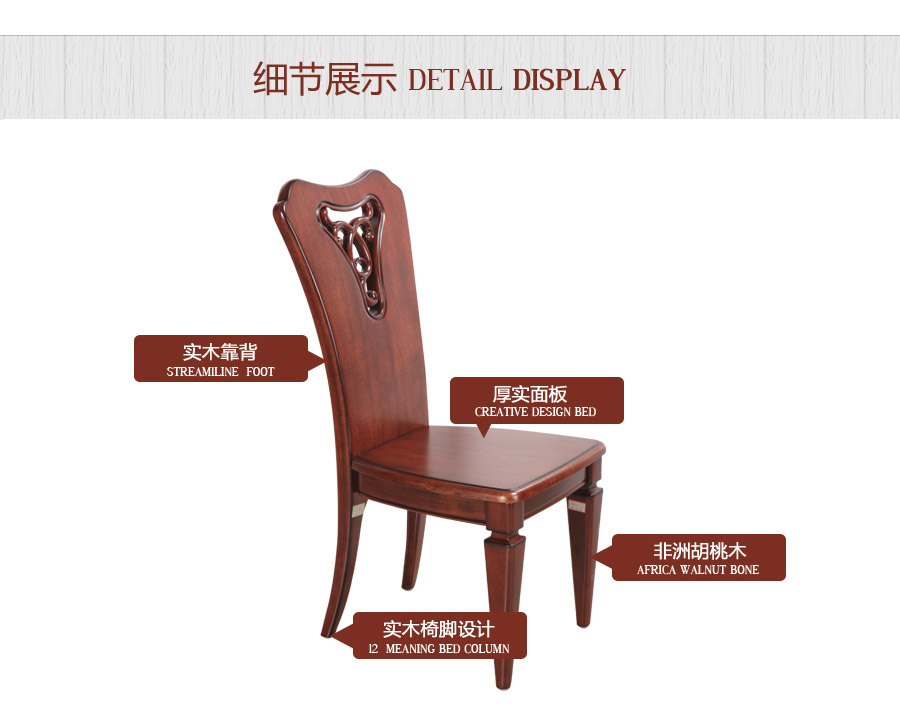 细节展示 DETAIL DISPLAY
实木靠背
STREAMILINE FOOT
厚实面板
CREATIVE DESIGN BED
非洲胡桃木
AFRICA WALNUT BONE
实木椅脚设计
12 MEANING BED COLUMN